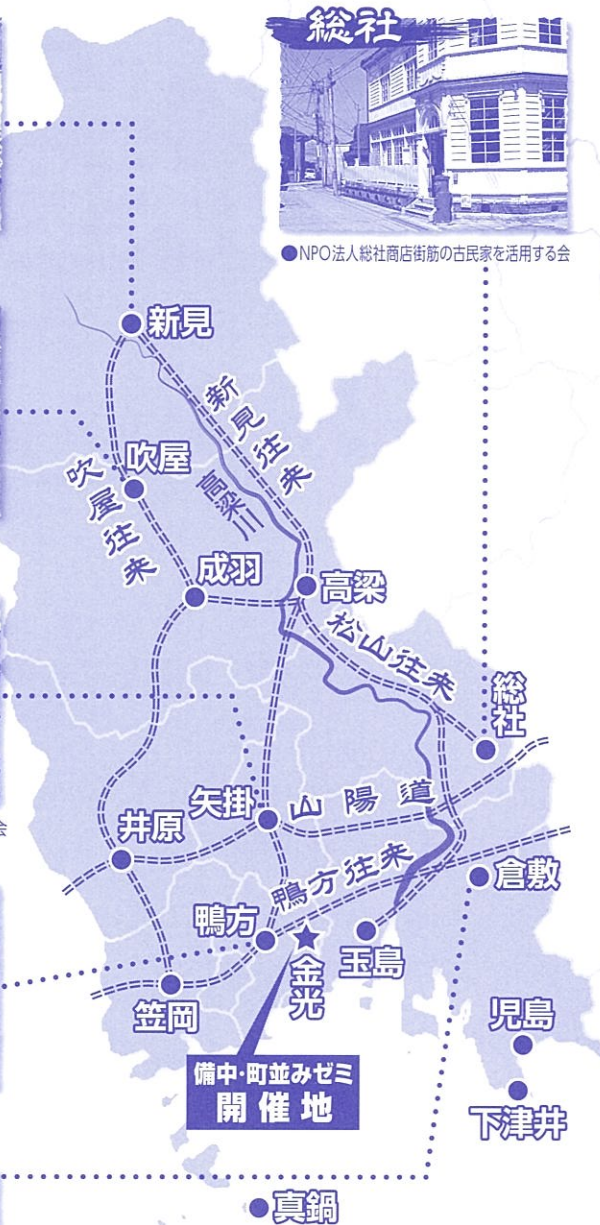 総社
●NPO法人総社商店街筋の古民家を活用する会
新見
新見往来
吹屋
吹屋往来
高梁川
成羽
高梁
松山往来
総社
矢掛
山陽道
井原
鴨方往来
倉敷
鴨方
金光
玉島
笠岡
児島
備中・町並みゼミ
開催地
下津井
真鍋
会